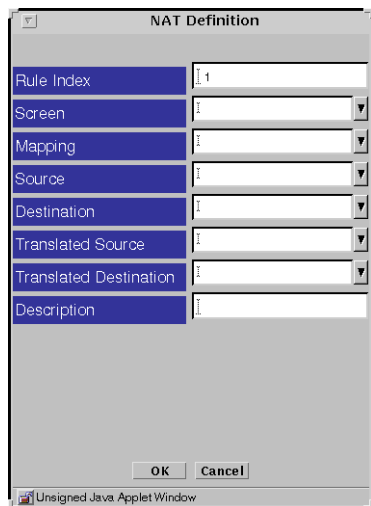 NAT Definition
Rule Index 1
Screen
Mapping
Source
Destination
Translated Source
Translated Destination
Description
OK Cancel
Unsigned Java Applet Window